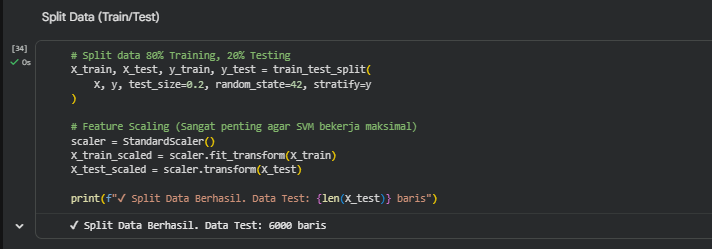 Split Data (Train/Test)
[34]
0s
# Split data 80% Training, 20% Testing
X_train, X_test, y_train, y_test = train_test_split(
X, y, test_size=0.2, random_state=42, stratify=y
)
# Feature Scaling (Sangat penting agar SVM bekerja maksimal)
scaler = StandardScaler()
X_train_scaled = scaler.fit_transform(X_train)
X_test_scaled = scaler.transform(X_test)
print(f"✓ Split Data Berhasil. Data Test: {len(X_test)} baris")
✓ Split Data Berhasil. Data Test: 6000 baris